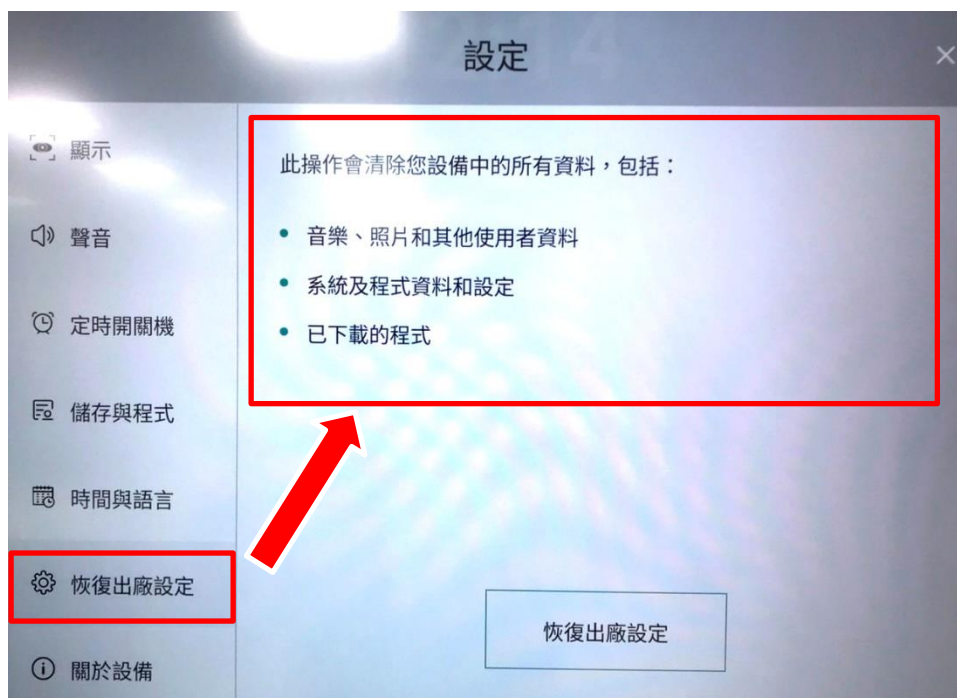 設定
顯示
聲音
定時開關機
儲存與程式
時間與語言
恢復出廠設定
關於設備
此操作會清除您設備中的所有資料，包括：
音樂、照片和其他使用者資料
系統及程式資料和設定
已下載的程式
恢復出廠設定